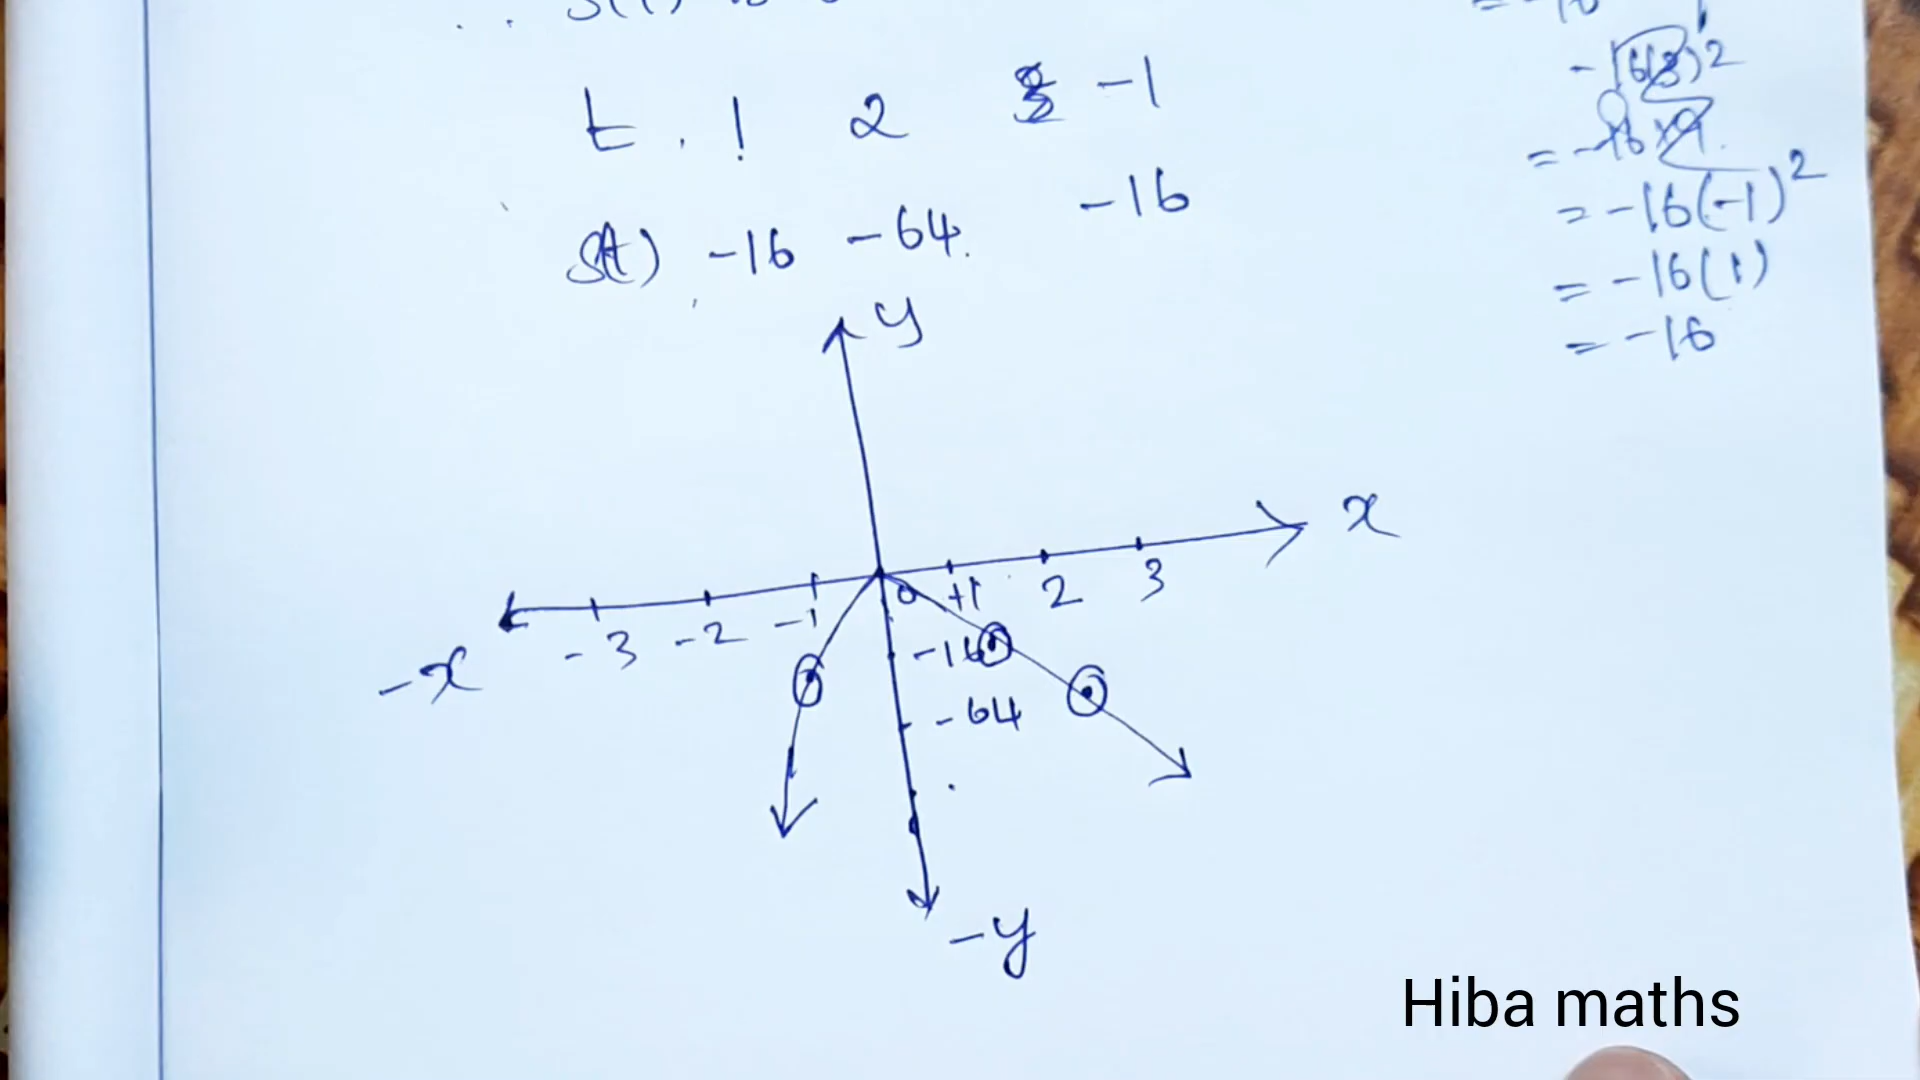 t 1 2 -1
S(t) -16 -64. -16
= -16(-1)²
= -16(1)
= -16
y
x
0 +1 2 3
-3 -2 -1
-x
-16
-64
-y
Hiba maths